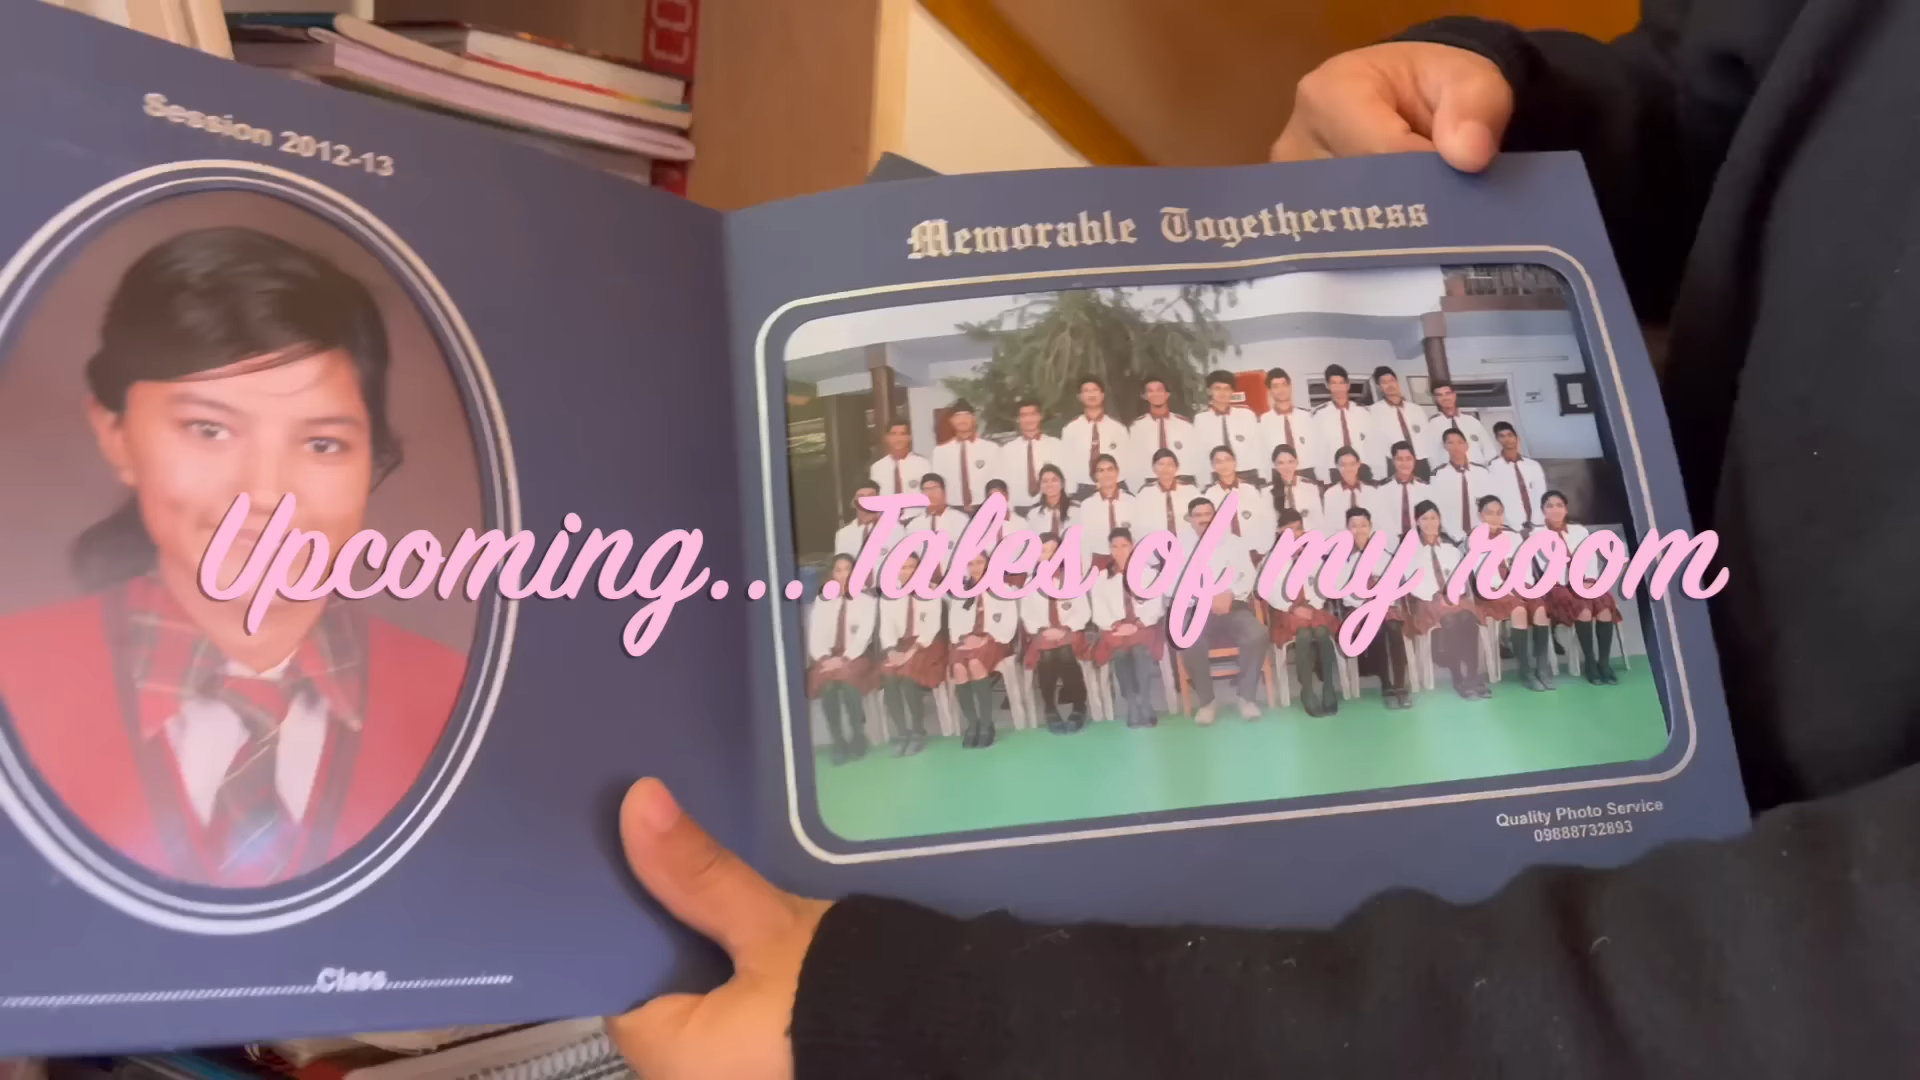 Session 2012-13
Memorable Togetherness
Upcoming....Tales of my room
Quality Photo Service
09888732893
Class